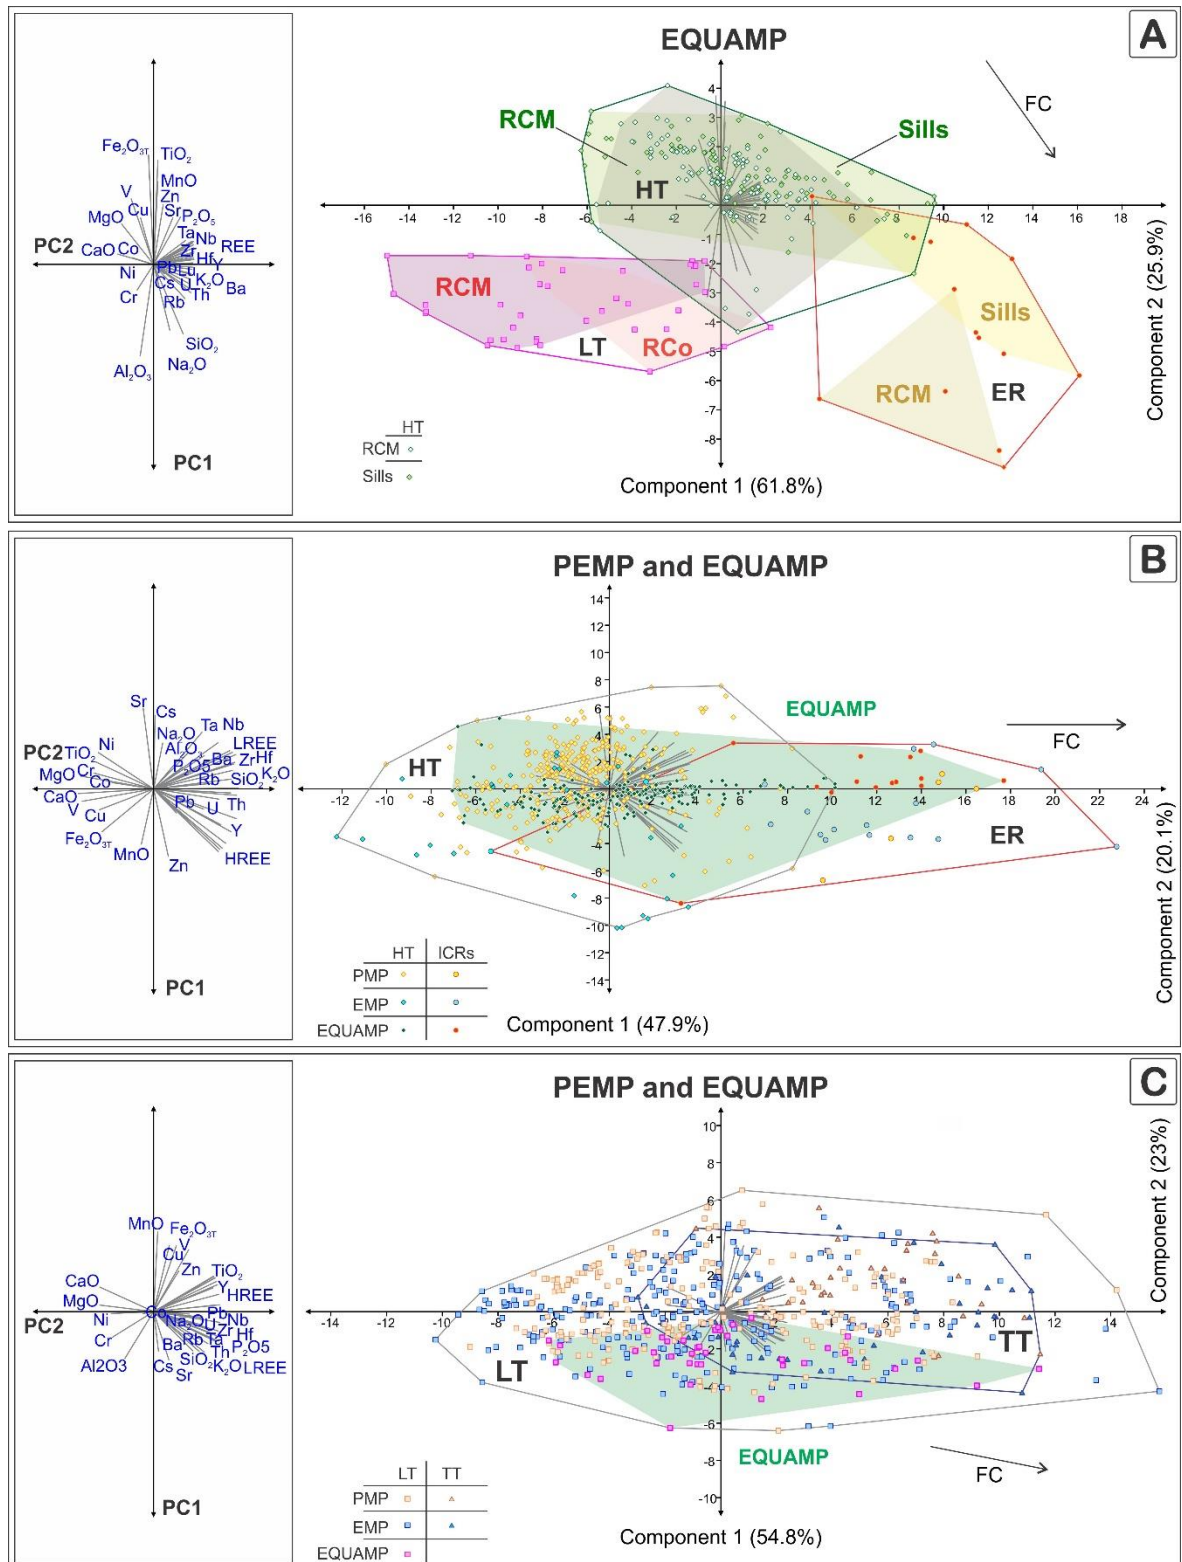 A
EQUAMP
FC
RCM
Sills
HT
RCM
LT
RCo
Sills
RCM
ER
Fe2O3T
TiO2
MnO
V
Zn
Cu
Sr
P2O5
MgO
Ta
Nb
REE
PC2
CaO
Co
Zr
Hf
Y
Ni
Pb
Lu
Cs
U
K2O
Ba
Cr
Rb
Th
SiO2
Al2O3
Na2O
PC1
4
3
2
1
-16 -14 -12 -10 -8 -6 -4 -2 2 4 6 8 10 12 14 16 18
-1
-2
-3
-4
-5
-6
-7
-8
HT
RCM
Sills
Component 1 (61.8%)
Component 2 (25.9%)
B
PEMP and EQUAMP
EQUAMP
FC
HT
ER
Sr
Cs
Na2O
Ta Nb
PC2
Ni
TiO2
Al2O3
LREE
Cr
P2O5
Ba
Zr
Hf
MgO
Co
Rb
SiO2
K2O
CaO
Pb
V
Cu
U
Th
Fe2O3T
Y
MnO
Zn
HREE
PC1
14
12
10
8
6
4
2
-12 -10 -8 -6 -4 -2 2 4 6 8 10 12 14 16 18 20 22 24
-2
-4
-6
-8
-10
-12
-14
HT ICRs
PMP
EMP
EQUAMP
Component 1 (47.9%)
Component 2 (20.1%)
C
PEMP and EQUAMP
LT
TT
EQUAMP
FC
MnO
Fe2O3T
V
Cu
Zn
CaO
TiO2
Y
HREE
MgO
Co
Pb
Ni
PC2
Na2O
U
Nb
Cr
Rb
Ta
Zr
Hf
Ba
Th
P2O5
Al2O3
SiO2
Cs
K2O
LREE
Sr
PC1
10
8
6
4
2
-14 -12 -10 -8 -6 -4 -2 2 4 6 8 10 12 14
-2
-4
-6
-8
-10
LT TT
PMP
EMP
EQUAMP
Component 1 (54.8%)
Component 2 (23%)